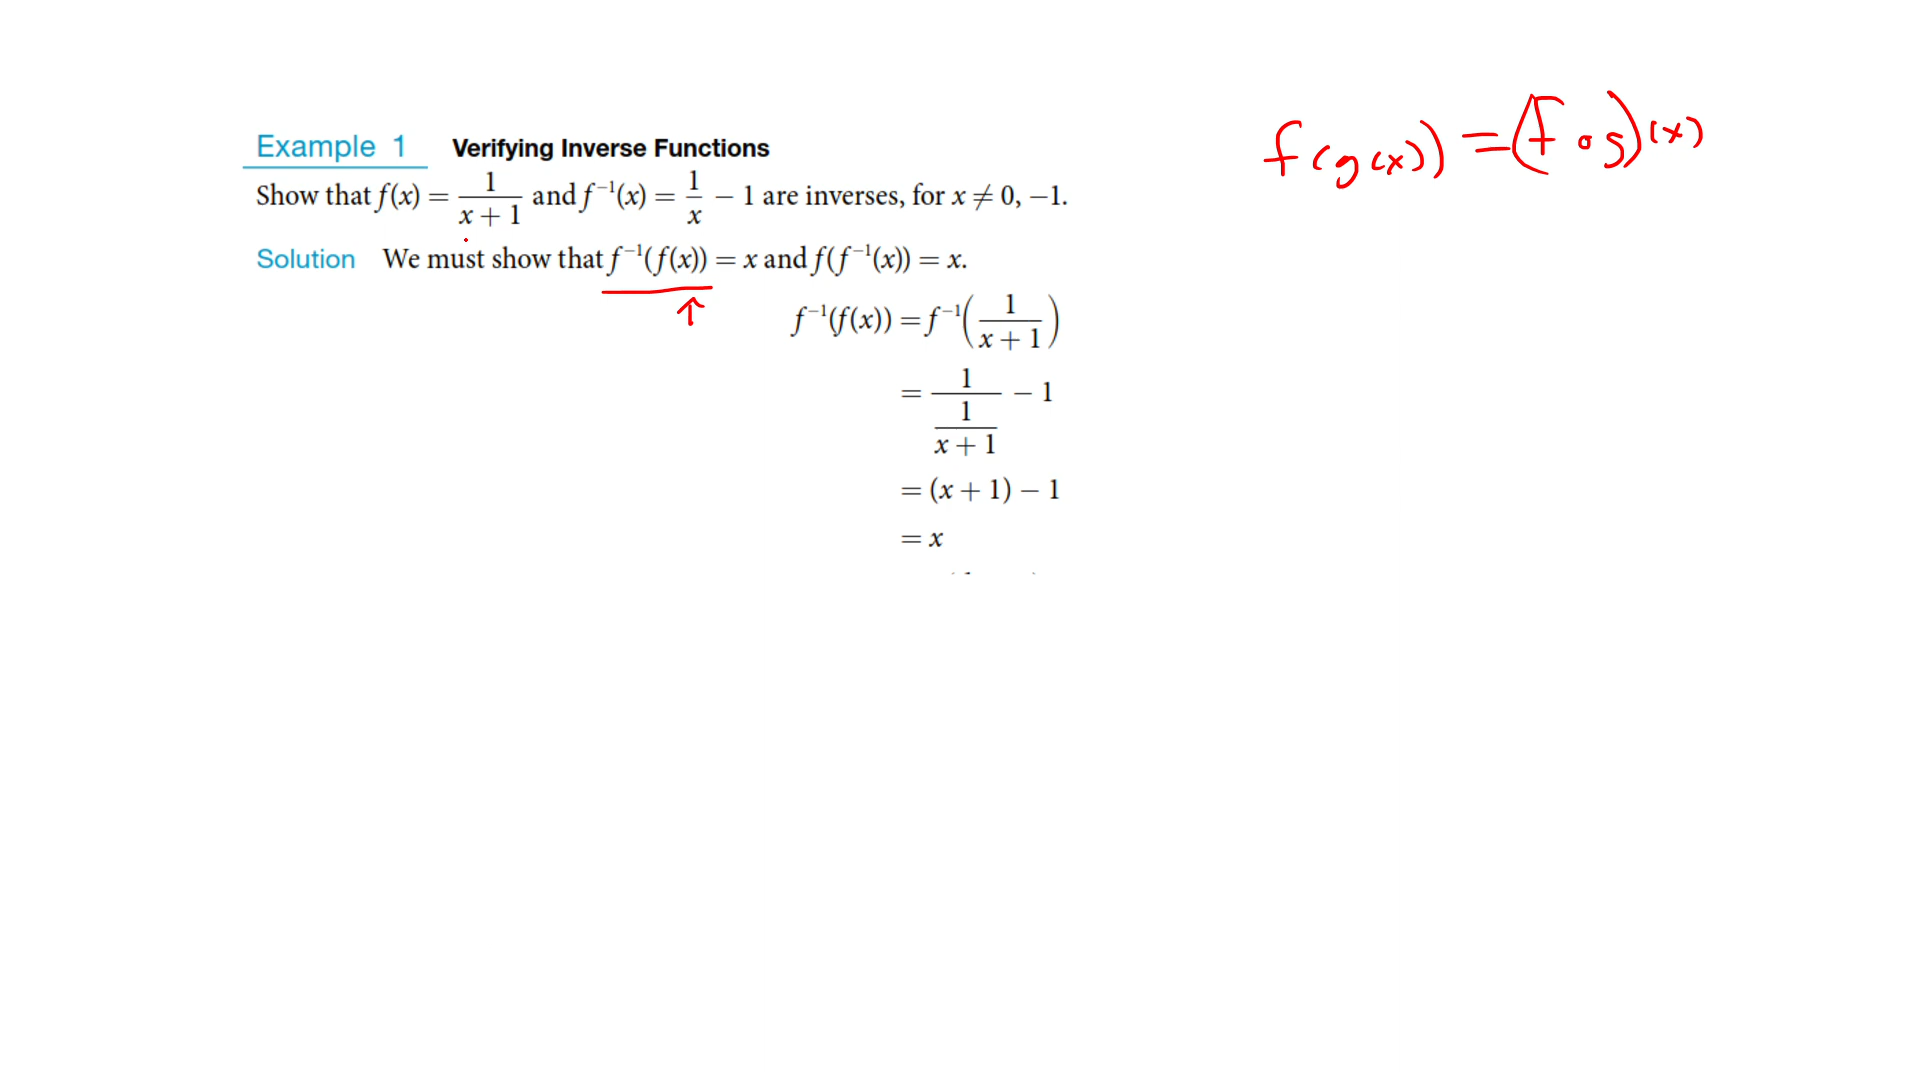 f(g(x)) = (f∘g)(x)
Example 1 Verifying Inverse Functions
Show that f(x) = 1/(x + 1) and f⁻¹(x) = 1/x − 1 are inverses, for x ≠ 0, −1.
Solution We must show that f⁻¹(f(x)) = x and f(f⁻¹(x)) = x.
f⁻¹(f(x)) = f⁻¹(1/(x + 1))
= 1/(1/(x + 1)) − 1
= (x + 1) − 1
= x